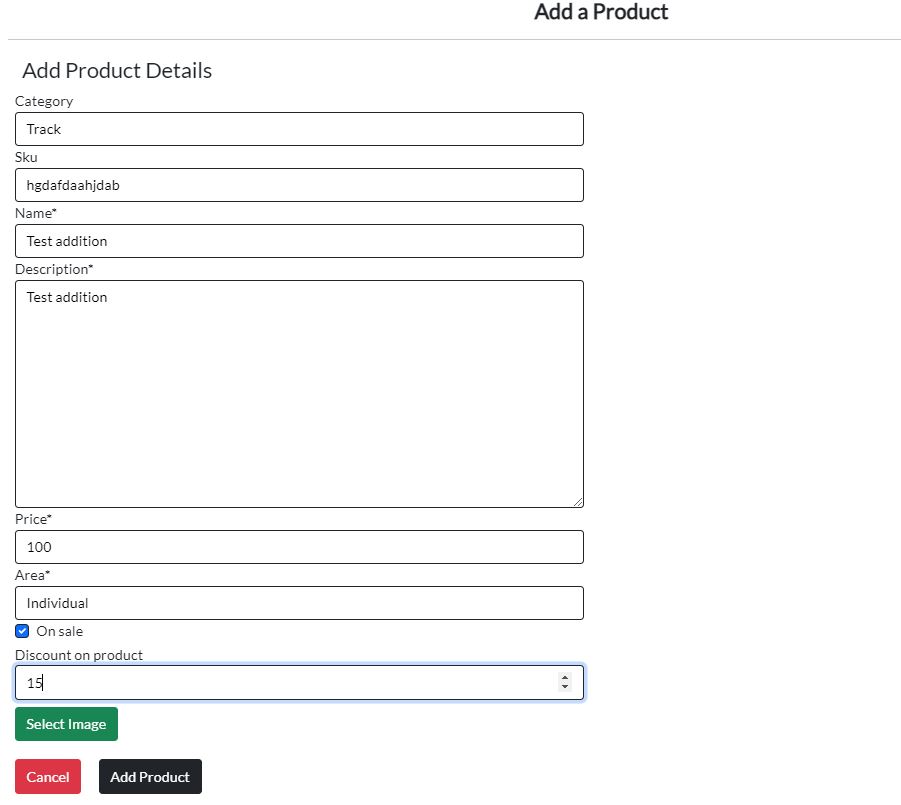 Add a Product
Add Product Details
Category
Track
Sku
hgdafdaahjdab
Name*
Test addition
Description*
Test addition
Price*
100
Area*
Individual
On sale
Discount on product
15
Select Image
Cancel Add Product